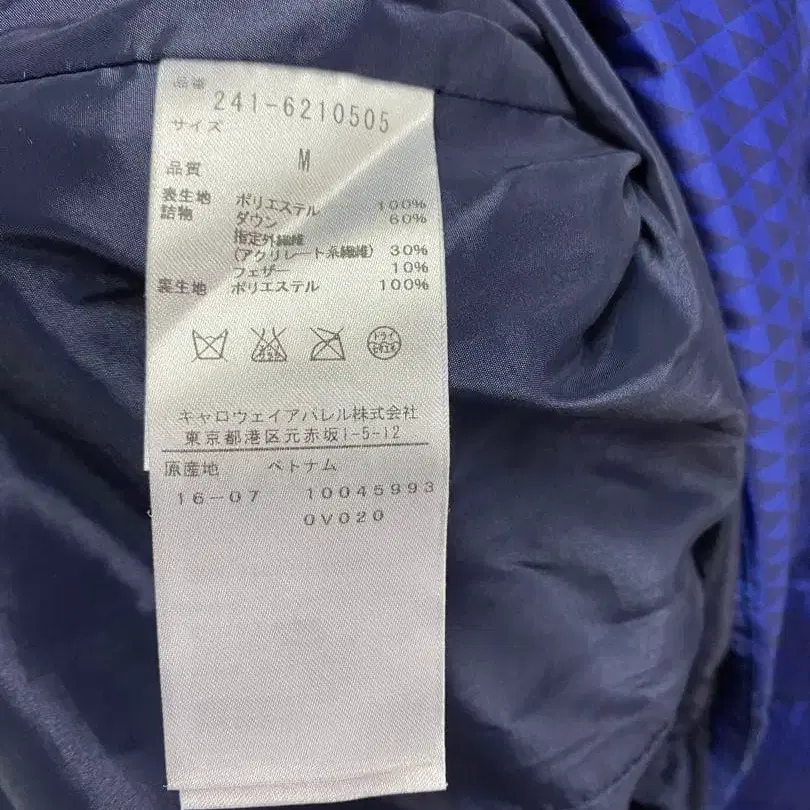 品番 241-6210505
サイズ M
品質
表生地 ポリエステル 100%
詰物 ダウン 60%
指定外繊維
(アクリレート系繊維) 30%
フェザー 10%
裏生地 ポリエステル 100%
ドライ
キャロウェイアパレル株式会社
東京都港区元赤坂1-5-12
原産地 ベトナム
16-07 10045993
0V020